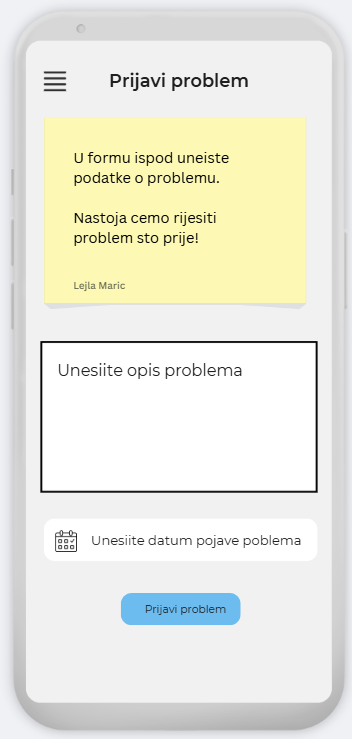 Prijavi problem
U formu ispod uneiste
podatke o problemu.
Nastoja cemo rijesiti
problem sto prije!
Lejla Maric
Unesiite opis problema
Unesiite datum pojave poblema
Prijavi problem